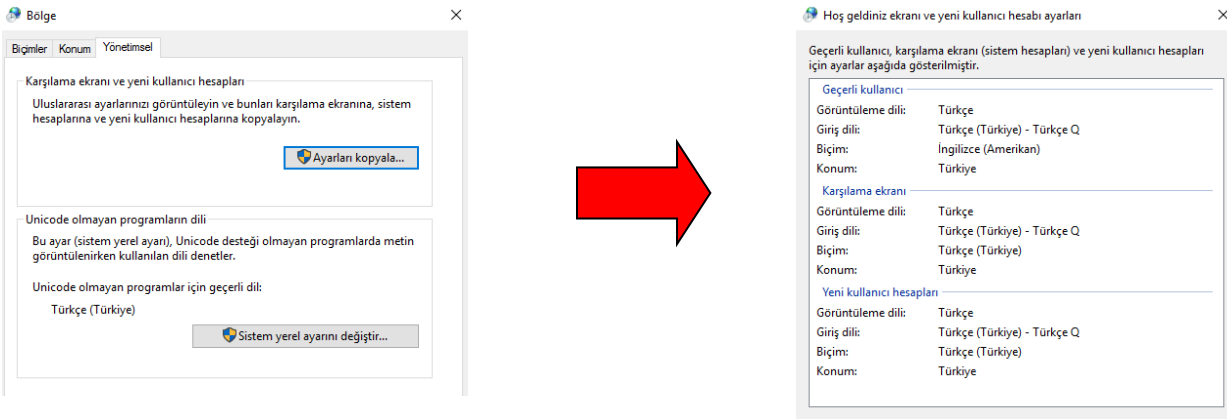 Bölge
Biçimler Konum Yönetimsel
Karşılama ekranı ve yeni kullanıcı hesapları
Uluslararası ayarlarınızı görüntüleyin ve bunları karşılama ekranına, sistem
hesaplarına ve yeni kullanıcı hesaplarına kopyalayın.
Ayarları kopyala...
Unicode olmayan programların dili
Bu ayar (sistem yerel ayarı), Unicode desteği olmayan programlarda metin
görüntülenirken kullanılan dili denetler.
Unicode olmayan programlar için geçerli dil:
Türkçe (Türkiye)
Sistem yerel ayarını değiştir...
Hoş geldiniz ekranı ve yeni kullanıcı hesabı ayarları
Geçerli kullanıcı, karşılama ekranı (sistem hesapları) ve yeni kullanıcı hesapları
için ayarlar aşağıda gösterilmiştir.
Geçerli kullanıcı
Görüntüleme dili: Türkçe
Giriş dili: Türkçe (Türkiye) - Türkçe Q
Biçim: İngilizce (Amerikan)
Konum: Türkiye
Karşılama ekranı
Görüntüleme dili: Türkçe
Giriş dili: Türkçe (Türkiye) - Türkçe Q
Biçim: Türkçe (Türkiye)
Konum: Türkiye
Yeni kullanıcı hesapları
Görüntüleme dili: Türkçe
Giriş dili: Türkçe (Türkiye) - Türkçe Q
Biçim: Türkçe (Türkiye)
Konum: Türkiye